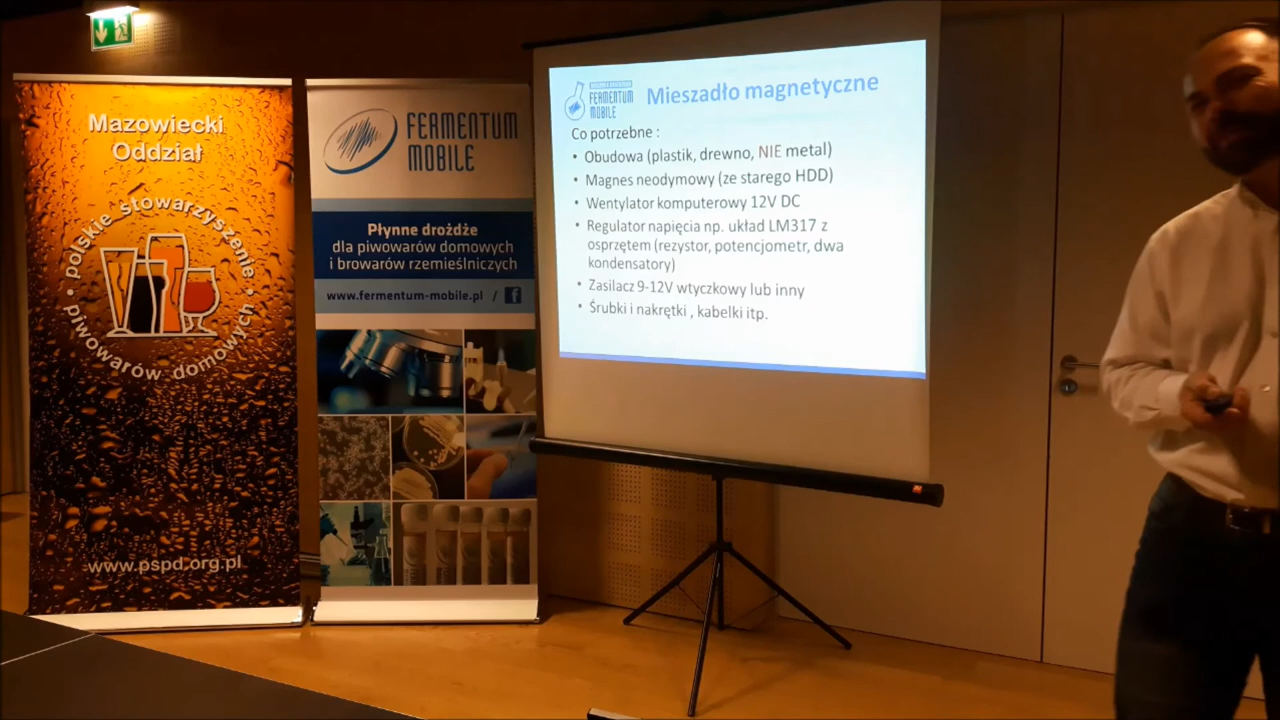 Mazowiecki
Oddział
polskie stowarzyszenie
piwowarów domowych
www.pspd.org.pl
FERMENTUM
MOBILE
Płynne drożdże
dla piwowarów domowych
i browarów rzemieślniczych
www.fermentum-mobile.pl / f
FERMENTUM
MOBILE
Mieszadło magnetyczne
Co potrzebne :
• Obudowa (plastik, drewno, NIE metal)
• Magnes neodymowy (ze starego HDD)
• Wentylator komputerowy 12V DC
• Regulator napięcia np. układ LM317 z
osprzętem (rezystor, potencjometr, dwa
kondensatory)
• Zasilacz 9-12V wtyczkowy lub inny
• Śrubki i nakrętki , kabelki itp.